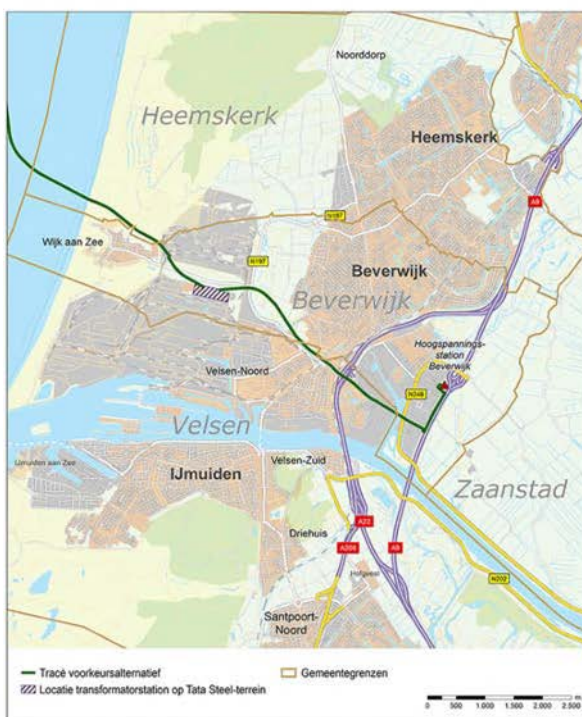 Noorddorp
Heemskerk
Heemskerk
A9
N197
Wijk aan Zee
N197
Beverwijk
Beverwijk
Hoogspannings-
station
Beverwijk
Velsen-Noord
N246
Velsen
IJmuiden aan Zee
Velsen-Zuid
Zaanstad
IJmuiden
Driehuis
A22
A208
A9
Hofgeest
N202
Santpoort-
Noord
Tracé voorkeursalternatief
Gemeentegrenzen
Locatie transformatorstation op Tata Steel-terrein
0 500 1.000 1.500 2.000 2.500 m